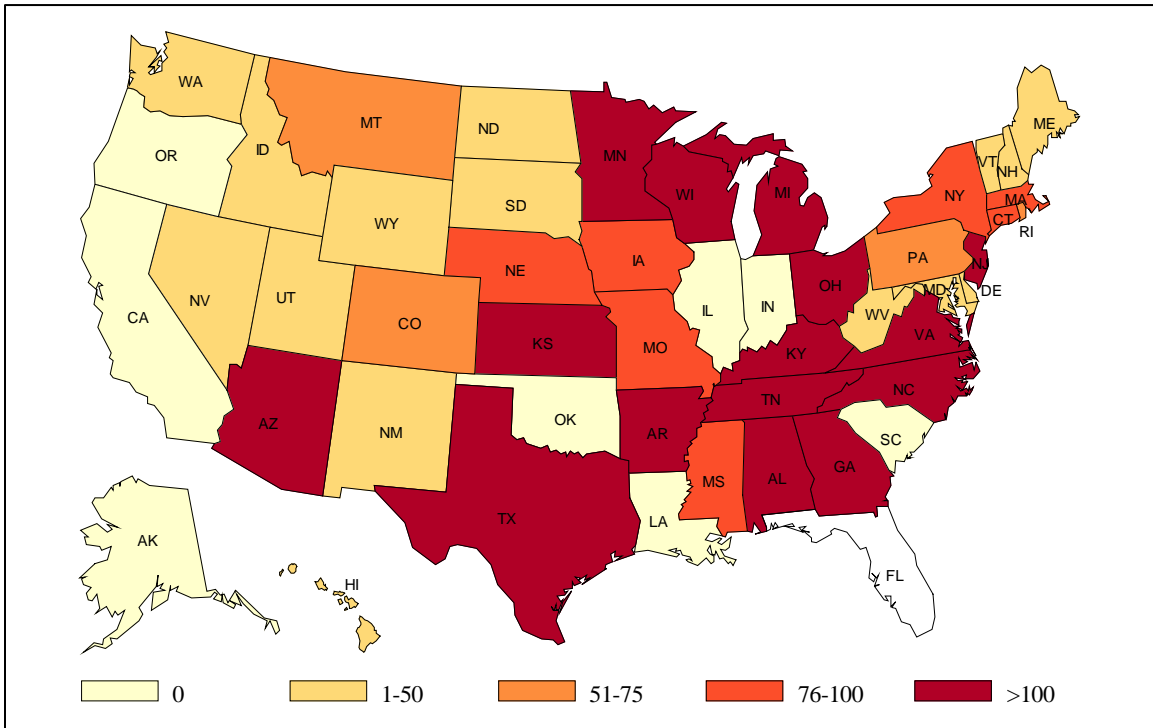 WA
MT
ND
ME
OR
ID
MN
VT
NH
SD
WI
MI
NY
MA
WY
CT
RI
NE
IA
PA
NV
UT
OH
NJ
MD
DE
CA
CO
IL
IN
WV
KS
MO
KY
VA
AZ
NM
OK
AR
TN
NC
SC
MS
AL
GA
TX
LA
AK
HI
FL
0
1-50
51-75
76-100
>100